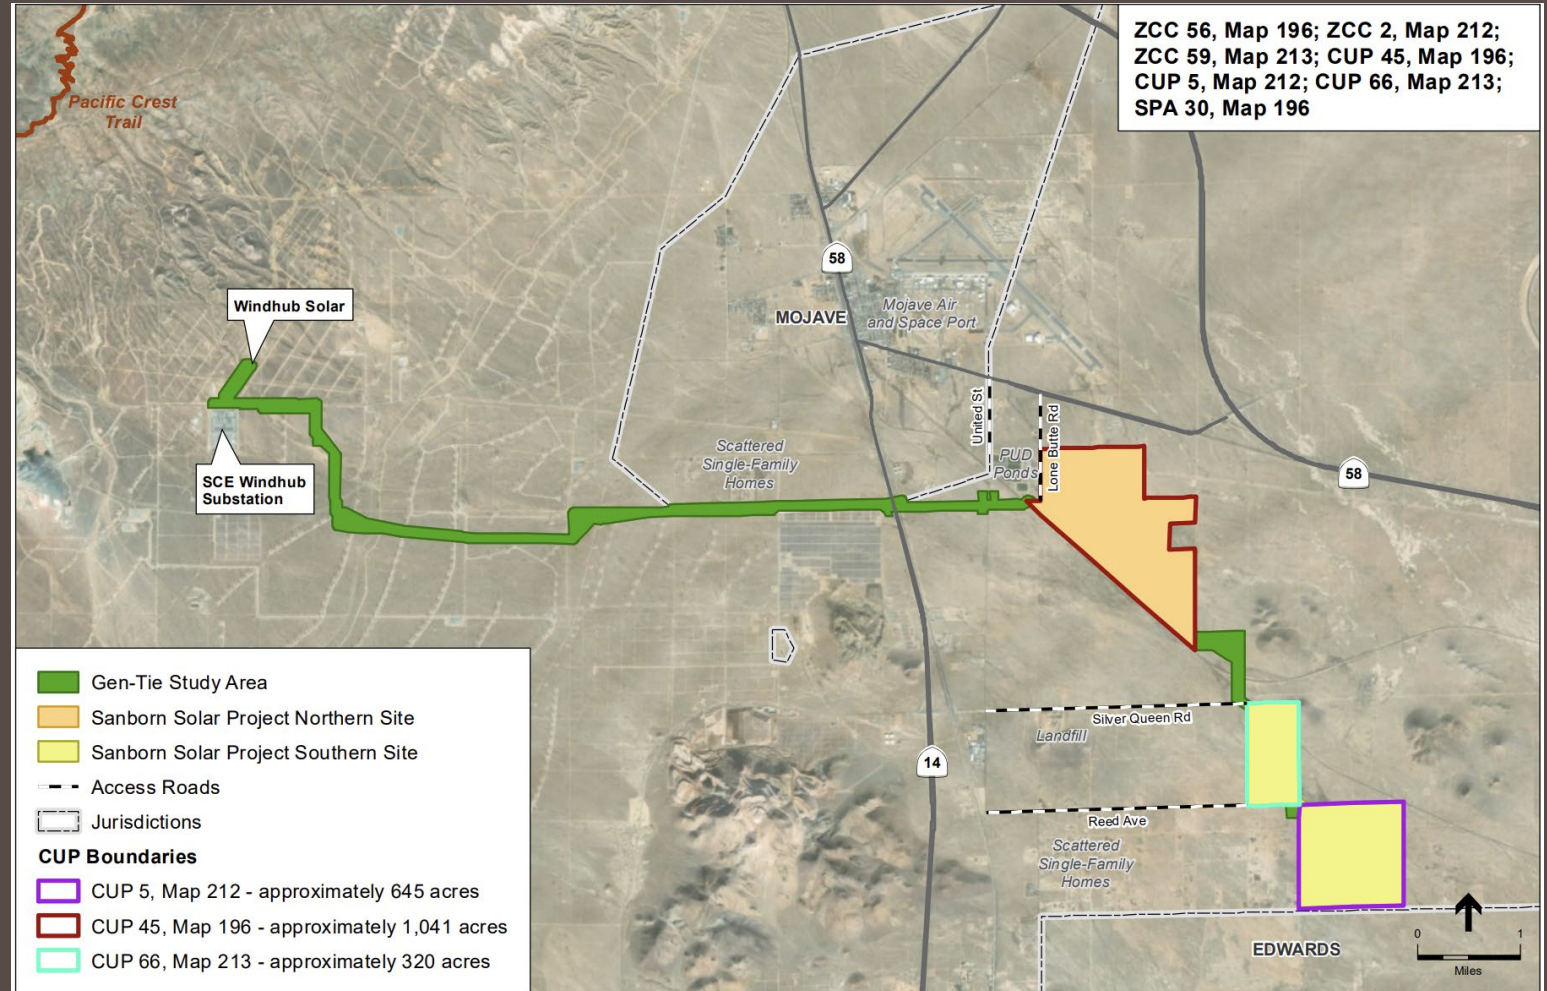 ZCC 56, Map 196; ZCC 2, Map 212;
ZCC 59, Map 213; CUP 45, Map 196;
CUP 5, Map 212; CUP 66, Map 213;
SPA 30, Map 196
Pacific Crest
Trail
58
Windhub Solar
MOJAVE
Mojave Air
and Space Port
United St
Lone Butte Rd
Scattered
Single-Family
Homes
PUD
Ponds
SCE Windhub
Substation
58
Silver Queen Rd
Landfill
14
Reed Ave
Scattered
Single-Family
Homes
EDWARDS
0 1
Miles
Gen-Tie Study Area
Sanborn Solar Project Northern Site
Sanborn Solar Project Southern Site
Access Roads
Jurisdictions
CUP Boundaries
CUP 5, Map 212 - approximately 645 acres
CUP 45, Map 196 - approximately 1,041 acres
CUP 66, Map 213 - approximately 320 acres